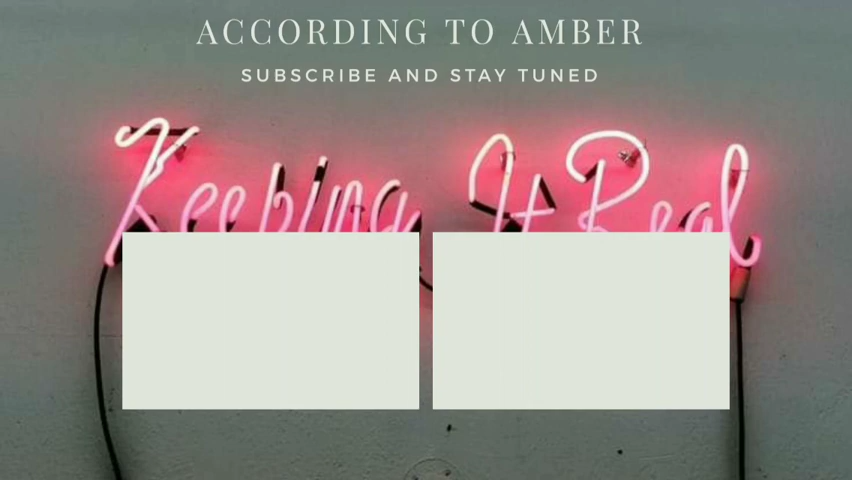 ACCORDING TO AMBER
SUBSCRIBE AND STAY TUNED
Keeping It Real